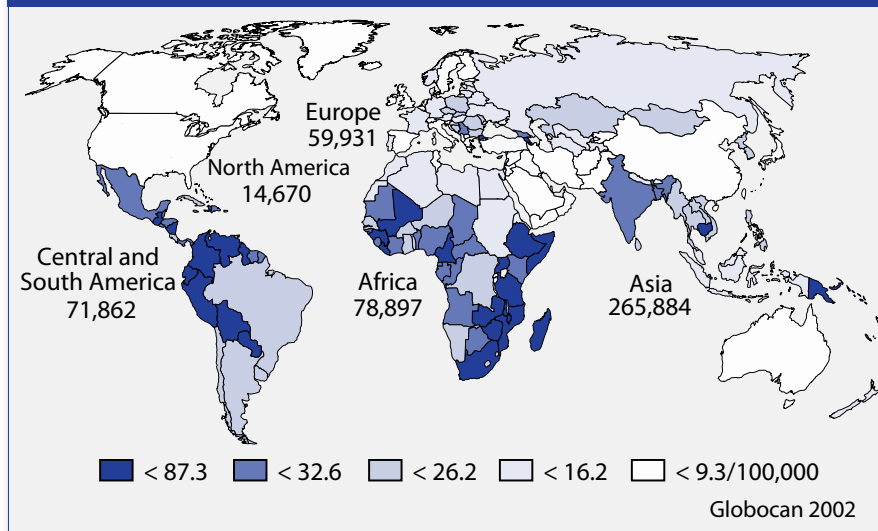 Europe
59,931
North America
14,670
Central and
South America
71,862
Africa
78,897
Asia
265,884
< 87.3 < 32.6 < 26.2 < 16.2 < 9.3/100,000
Globocan 2002